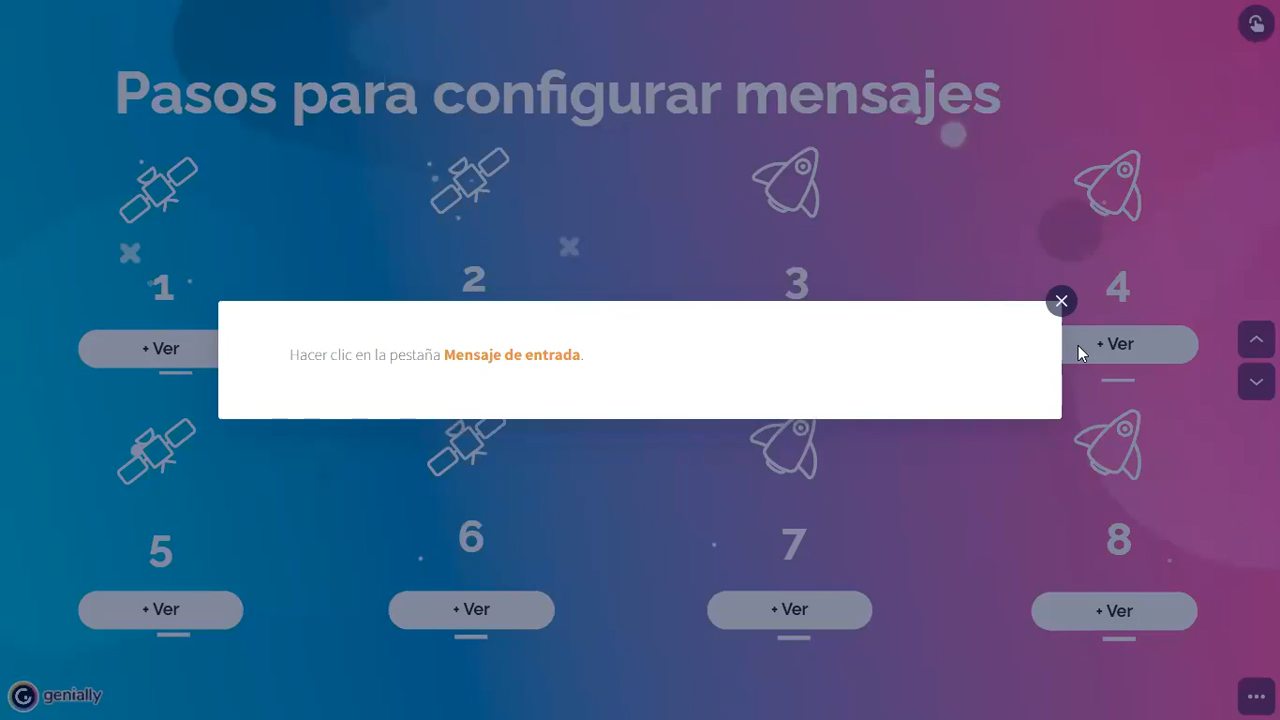 Pasos para configurar mensajes
1
2
3
4
+ Ver
Hacer clic en la pestaña Mensaje de entrada.
+ Ver
5
6
7
8
+ Ver
+ Ver
+ Ver
+ Ver
genially